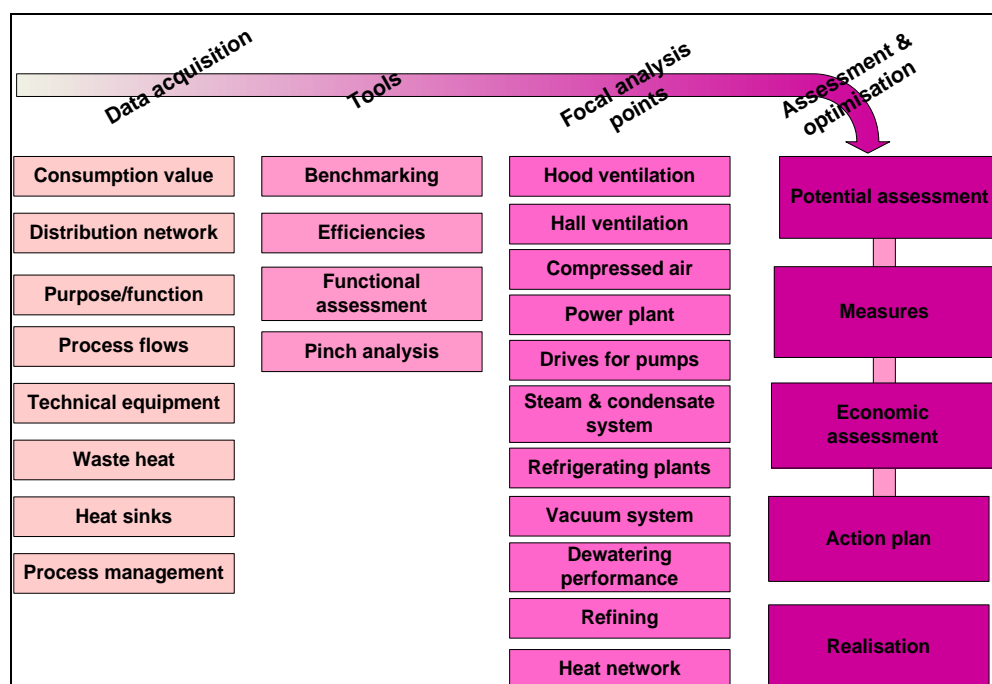 Data acquisition
Tools
Focal analysis
points
Assessment &
optimisation
Consumption value
Distribution network
Purpose/function
Process flows
Technical equipment
Waste heat
Heat sinks
Process management
Benchmarking
Efficiencies
Functional
assessment
Pinch analysis
Hood ventilation
Hall ventilation
Compressed air
Power plant
Drives for pumps
Steam & condensate
system
Refrigerating plants
Vacuum system
Dewatering
performance
Refining
Heat network
Potential assessment
Measures
Economic
assessment
Action plan
Realisation